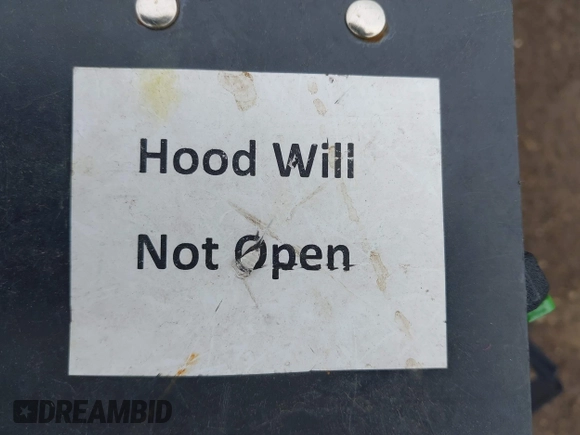 Hood Will
Not Open
DREAMBID